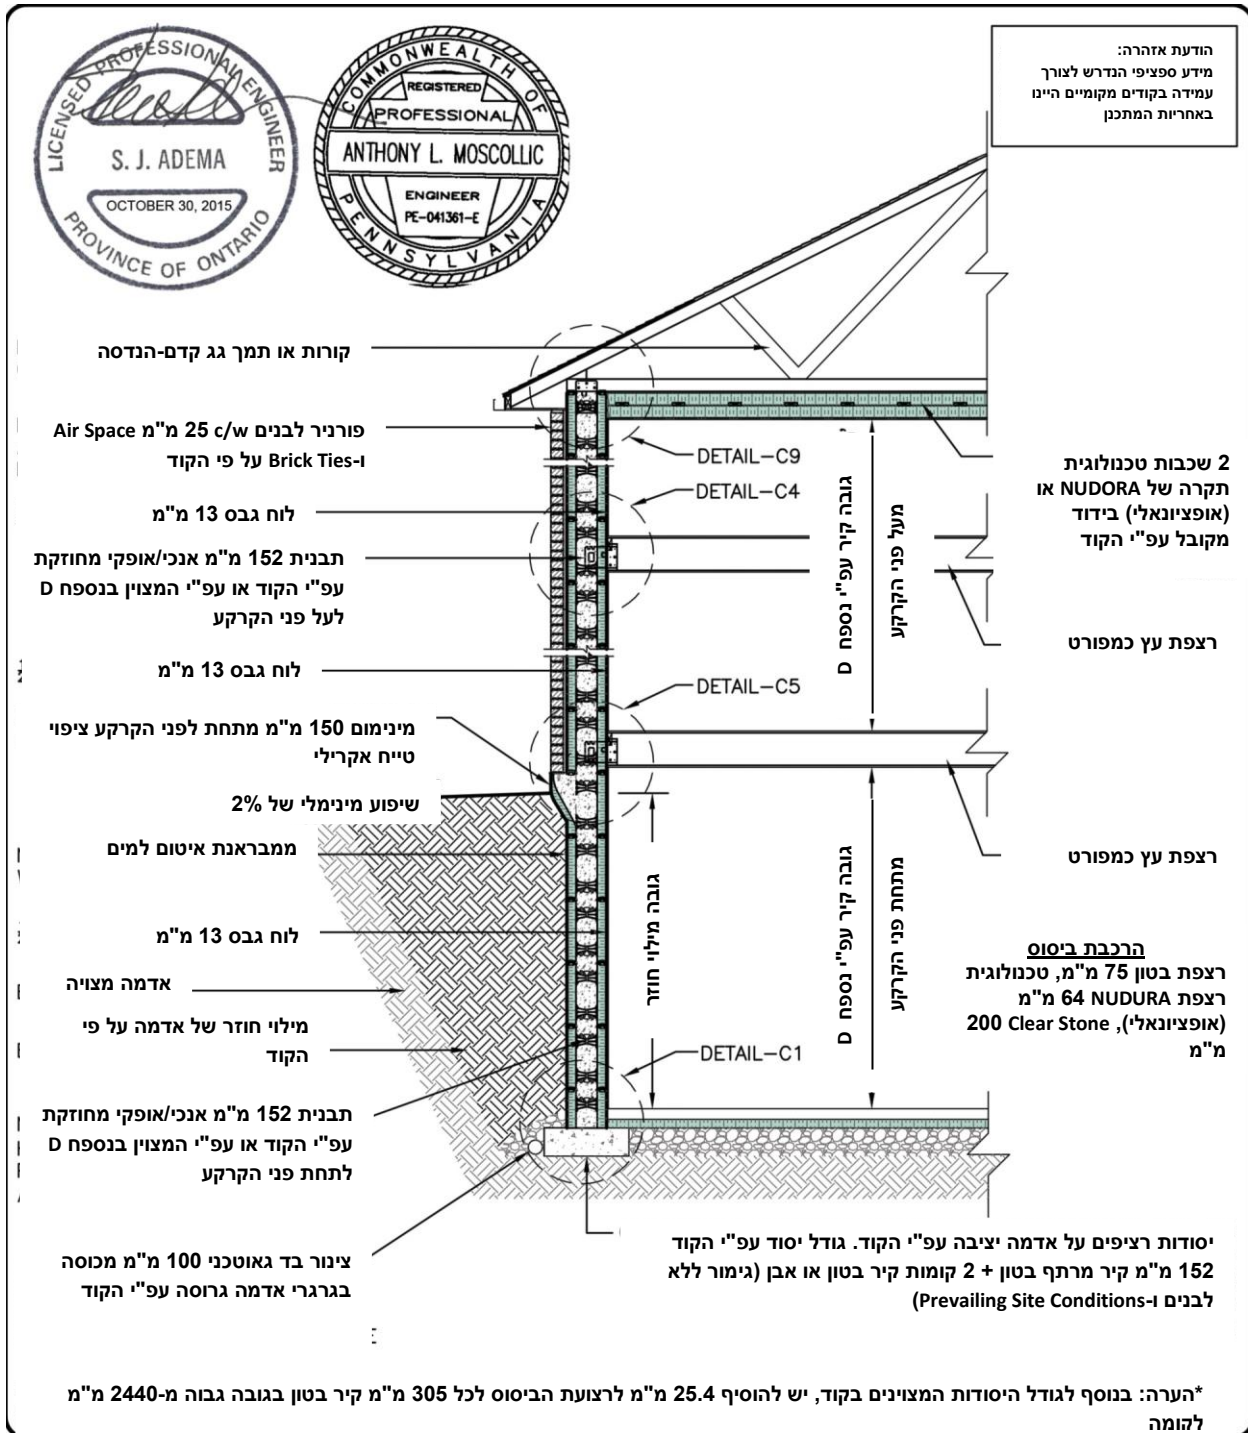 LICENSED PROFESSIONAL ENGINEER
S. J. ADEMA
OCTOBER 30, 2015
PROVINCE OF ONTARIO
COMMONWEALTH OF
REGISTERED
PROFESSIONAL
ANTHONY L. MOSCOLLIC
ENGINEER
PE-041361-E
PENNSYLVANIA
הודעת אזהרה:
מידע ספציפי הנדרש לצורך
עמידה בקודים מקומיים היינו
באחריות המתכנן
קורות או תמך גג קדם-הנדסה
פורניר לבנים c/w 25 מ"מ Air Space
ו-Brick Ties על פי הקוד
לוח גבס 13 מ"מ
תבנית 152 מ"מ אנכי/אופקי מחוזקת
עפ"י הקוד או עפ"י המצוין בנספח D
לעל פני הקרקע
לוח גבס 13 מ"מ
מינימום 150 מ"מ מתחת לפני הקרקע ציפוי
טייח אקרילי
שיפוע מינימלי של 2%
ממבראנת איטום למים
לוח גבס 13 מ"מ
אדמה מצויה
מילוי חוזר של אדמה על פי
הקוד
תבנית 152 מ"מ אנכי/אופקי מחוזקת
עפ"י הקוד או עפ"י המצוין בנספח D
לתחת פני הקרקע
צינור בד גאוטכני 100 מ"מ מכוסה
בגרגרי אדמה גרוסה עפ"י הקוד
DETAIL-C9
DETAIL-C4
DETAIL-C5
DETAIL-C1
גובה קיר עפ"י נספח D
מעל פני הקרקע
גובה מילוי חוזר
גובה קיר עפ"י נספח D
מתחת פני הקרקע
2 שכבות טכנולוגית
תקרה של NUDORA או
(אופציונאלי) בידוד
מקובל עפ"י הקוד
רצפת עץ כמפורט
רצפת עץ כמפורט
הרכבת ביסוס
רצפת בטון 75 מ"מ, טכנולוגית
רצפת NUDURA 64 מ"מ
(אופציונאלי), Clear Stone 200
מ"מ
יסודות רציפים על אדמה יציבה עפ"י הקוד. גודל יסוד עפ"י הקוד
152 מ"מ קיר מרתף בטון + 2 קומות קיר בטון או אבן (גימור ללא
לבנים ו-Prevailing Site Conditions)
*הערה: בנוסף לגודל היסודות המצוינים בקוד, יש להוסיף 25.4 מ"מ לרצועת הביסוס לכל 305 מ"מ קיר בטון בגובה גבוה מ-2440 מ"מ
לקומה